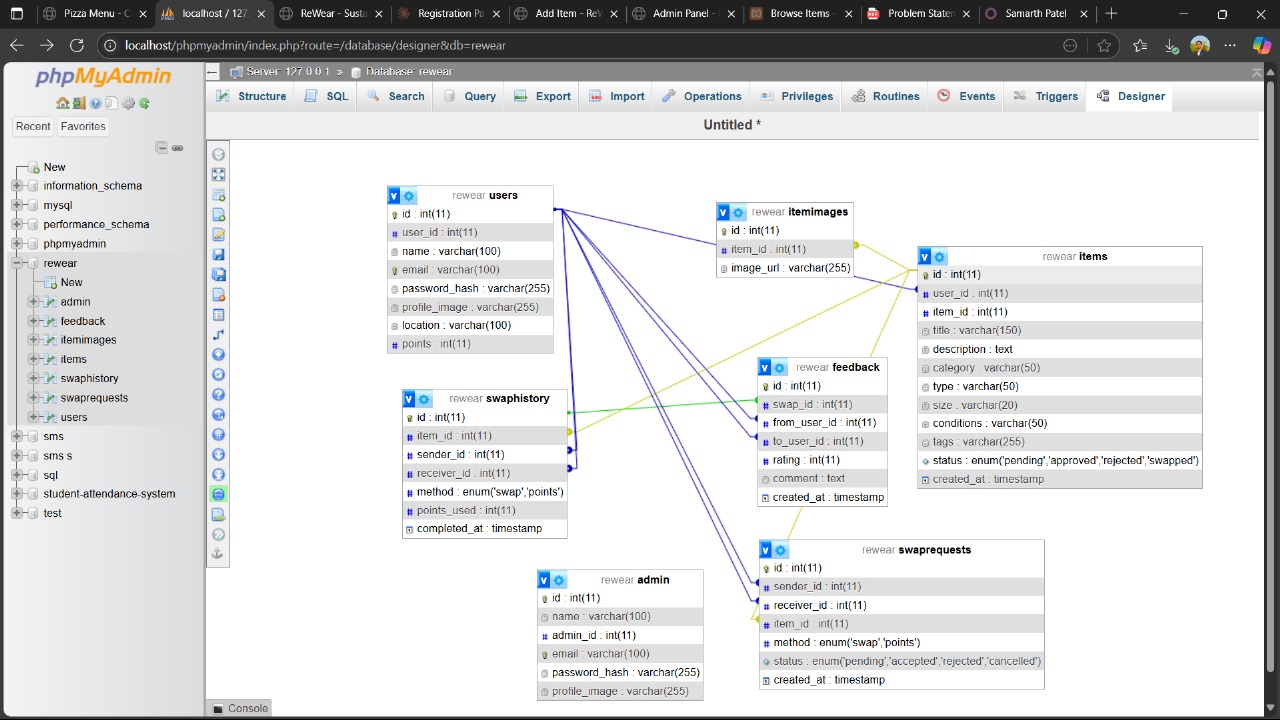 Pizza Menu - C
localhost / 127.
ReWear - Susta
Registration Pa
Add Item - ReW
Admin Panel -
Browse Items -
Problem Staten
Samarth Patel
localhost/phpmyadmin/index.php?route=/database/designer&db=rewear
phpMyAdmin
Recent Favorites
New
information_schema
mysql
performance_schema
phpmyadmin
rewear
New
admin
feedback
itemimages
items
swaphistory
swaprequests
users
sms
sms s
sql
student-attendance-system
test
Server: 127.0.0.1 » Database: rewear
Structure SQL Search Query Export Import Operations Privileges Routines Events Triggers Designer
Untitled *
rewear users
id : int(11)
user_id : int(11)
name : varchar(100)
email : varchar(100)
password_hash : varchar(255)
profile_image : varchar(255)
location : varchar(100)
points : int(11)
rewear itemimages
id : int(11)
item_id : int(11)
image_url : varchar(255)
rewear items
id : int(11)
user_id : int(11)
item_id : int(11)
title : varchar(150)
description : text
category : varchar(50)
type : varchar(50)
size : varchar(20)
conditions : varchar(50)
tags : varchar(255)
status : enum('pending','approved','rejected','swapped')
created_at : timestamp
rewear feedback
id : int(11)
swap_id : int(11)
from_user_id : int(11)
to_user_id : int(11)
rating : int(11)
comment : text
created_at : timestamp
rewear swaphistory
id : int(11)
item_id : int(11)
sender_id : int(11)
receiver_id : int(11)
method : enum('swap','points')
points_used : int(11)
completed_at : timestamp
rewear swaprequests
id : int(11)
sender_id : int(11)
receiver_id : int(11)
item_id : int(11)
method : enum('swap','points')
status : enum('pending','accepted','rejected','cancelled')
created_at : timestamp
rewear admin
id : int(11)
name : varchar(100)
admin_id : int(11)
email : varchar(100)
password_hash : varchar(255)
profile_image : varchar(255)
Console